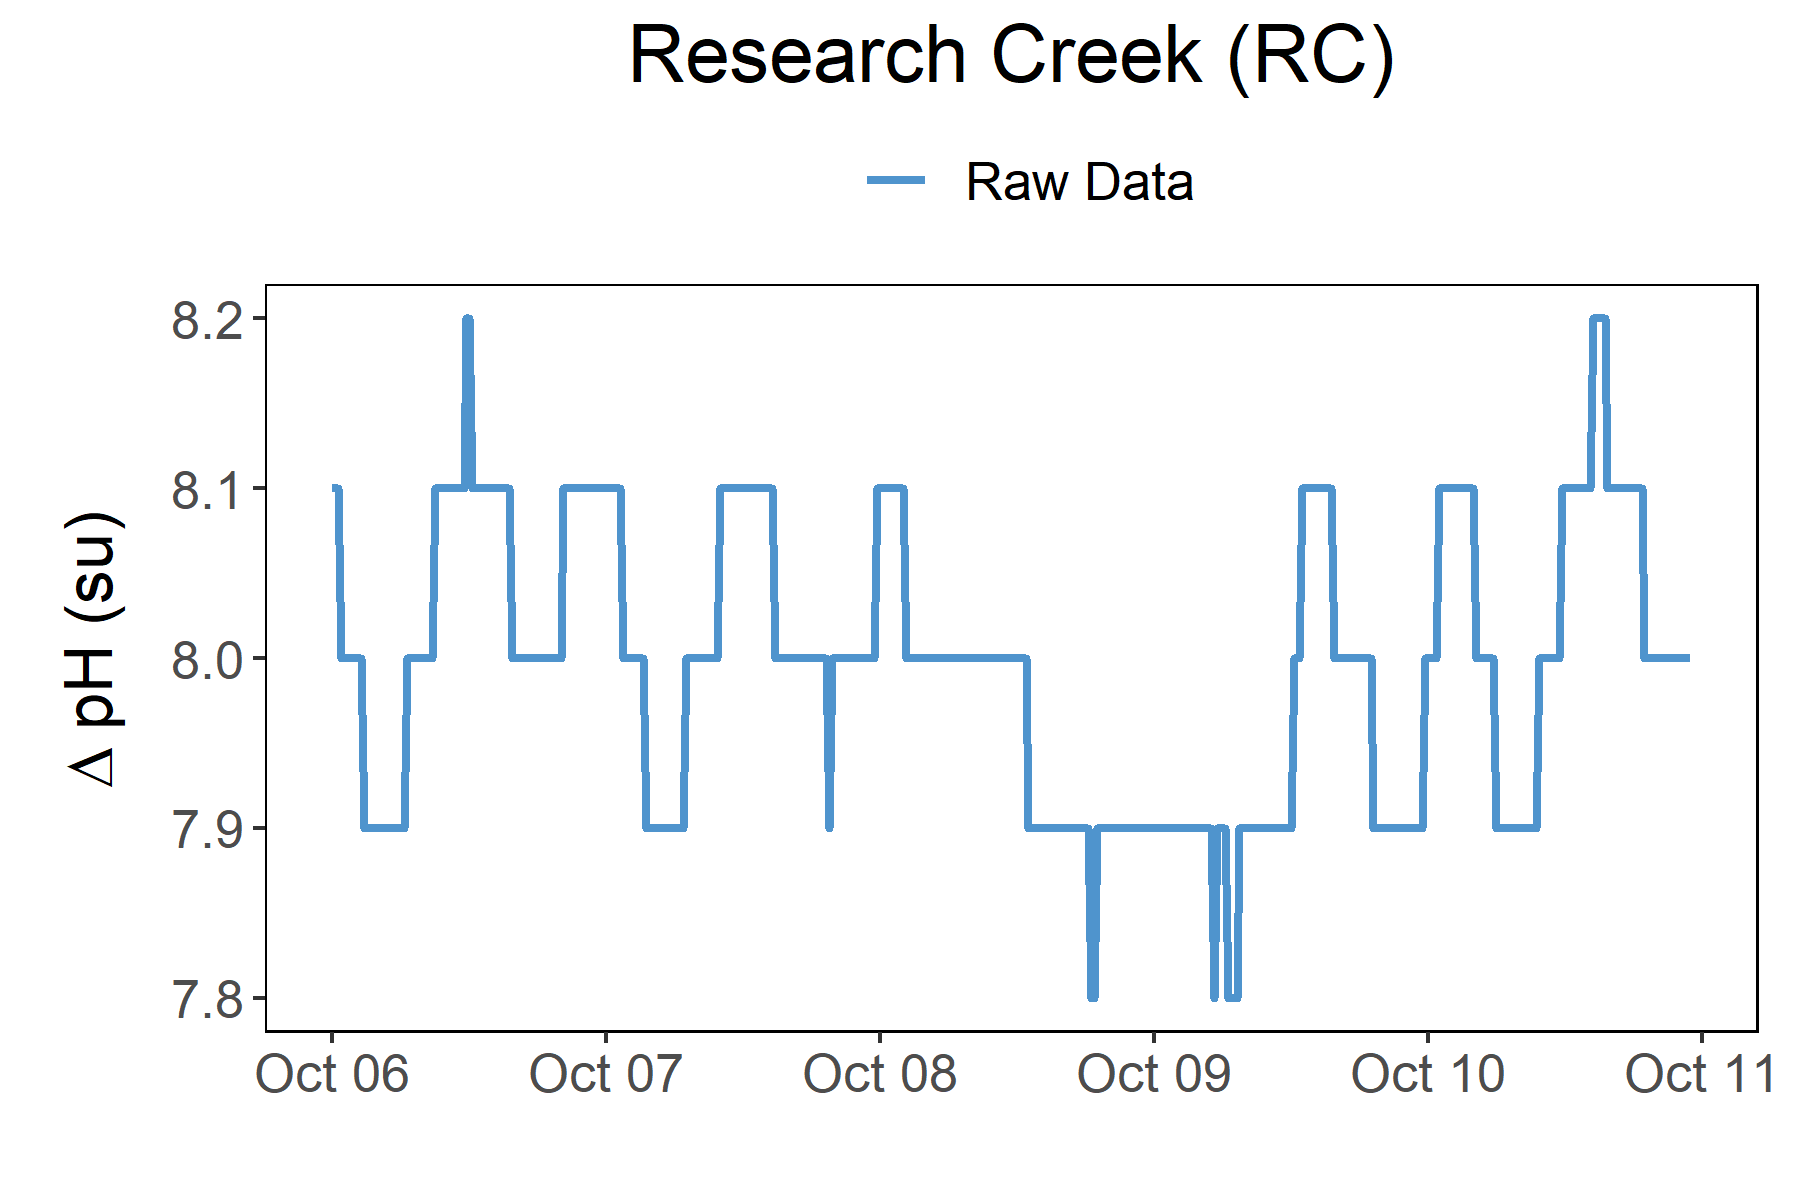 Research Creek (RC)
Raw Data
Δ pH (su)
8.2
8.1
8.0
7.9
7.8
Oct 06 Oct 07 Oct 08 Oct 09 Oct 10 Oct 11